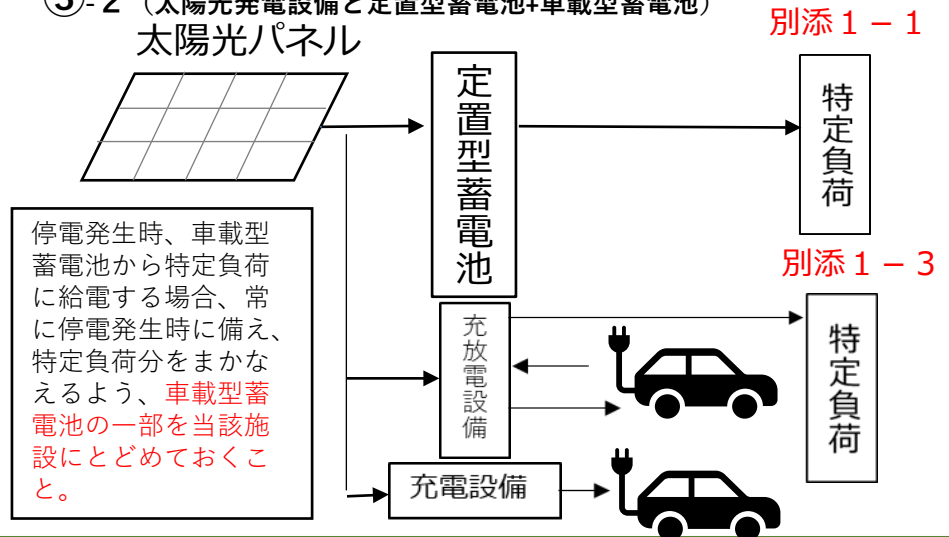 ③-２（太陽光発電設備と定置型蓄電池+車載型蓄電池）
太陽光パネル
別添１－１
定置型蓄電池
特定負荷
停電発生時、車載型
蓄電池から特定負荷
に給電する場合、常
に停電発生時に備え、
特定負荷分をまかな
えるよう、車載型蓄
電池の一部を当該施
設にとどめておくこ
と。
別添１－３
充放電設備
特定負荷
充電設備